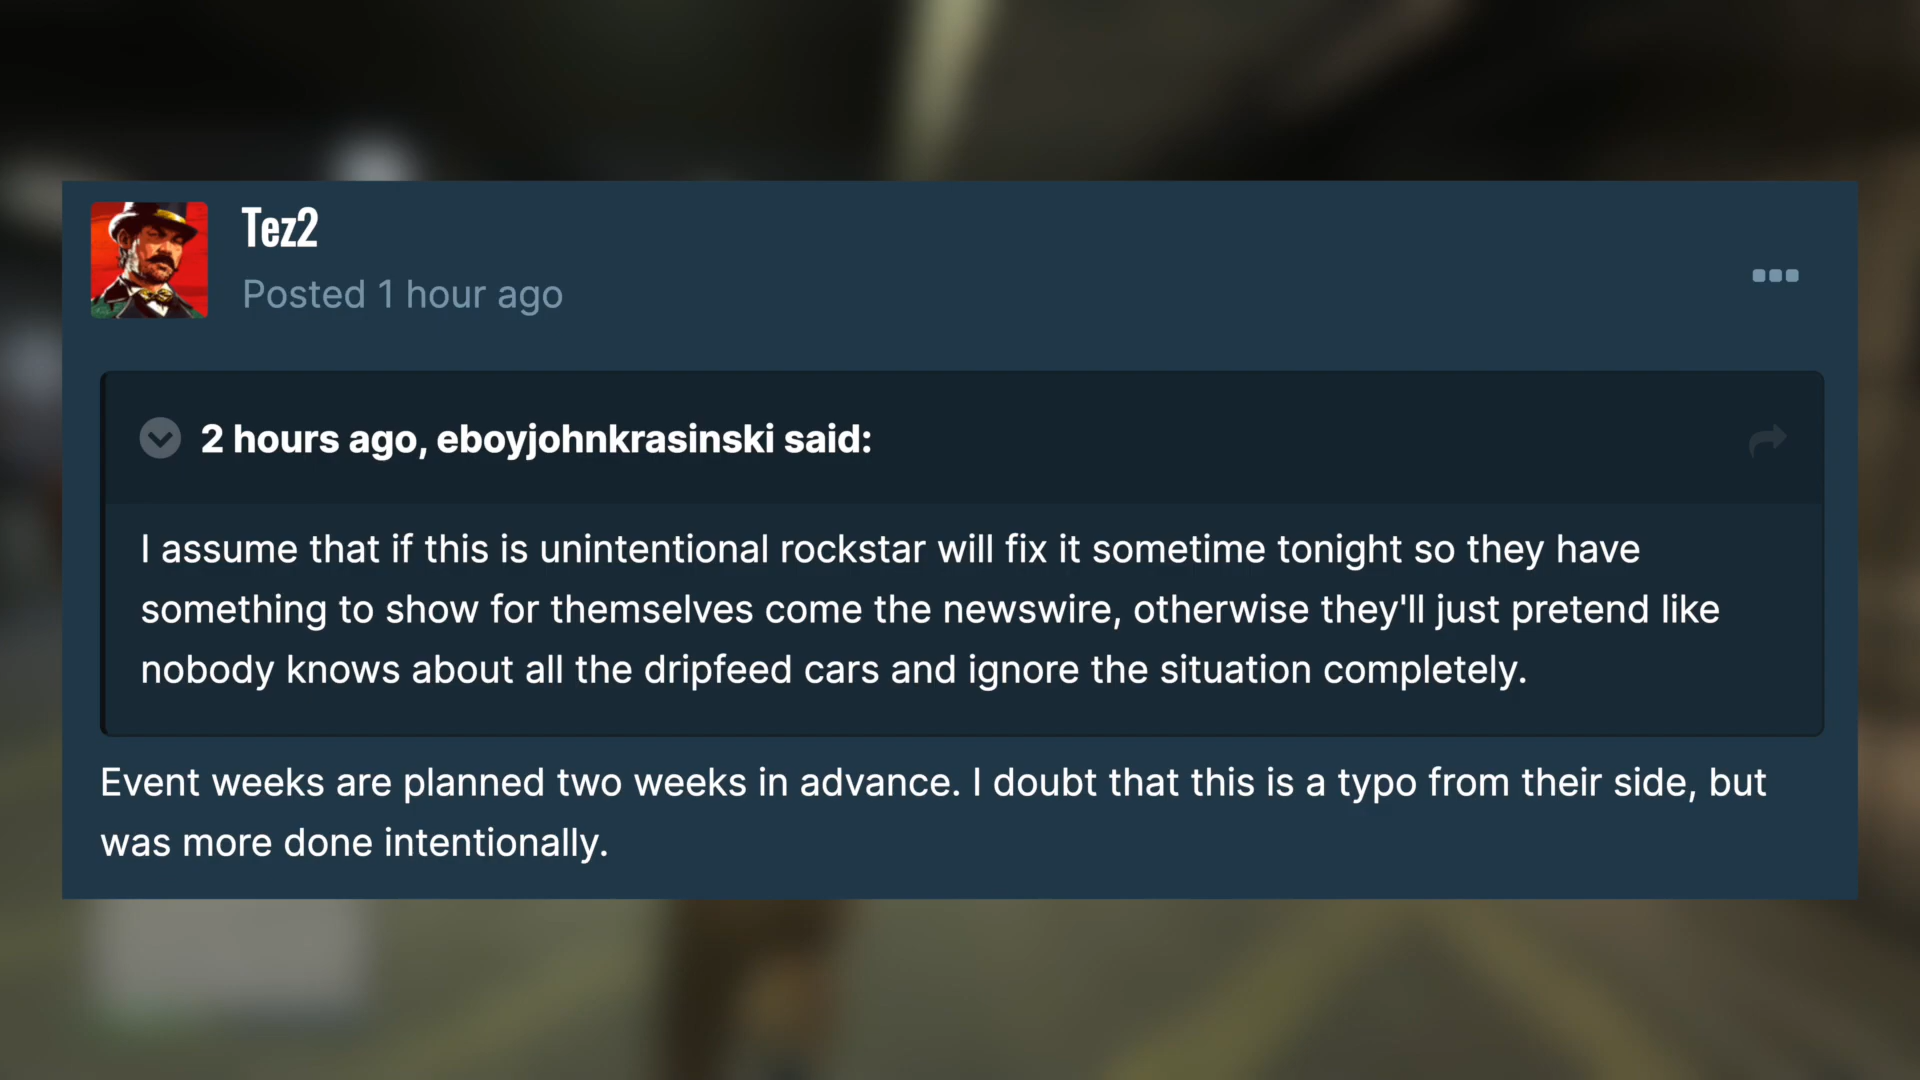 Tez2
Posted 1 hour ago
2 hours ago, eboyjohnkrasinski said:
I assume that if this is unintentional rockstar will fix it sometime tonight so they have
something to show for themselves come the newswire, otherwise they'll just pretend like
nobody knows about all the dripfeed cars and ignore the situation completely.
Event weeks are planned two weeks in advance. I doubt that this is a typo from their side, but
was more done intentionally.